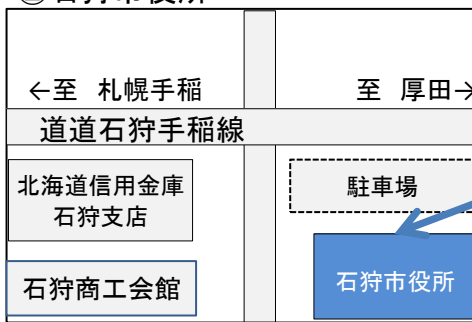 石狩市役所
←至 札幌手稲
至 厚田→
道道石狩手稲線
北海道信用金庫
石狩支店
駐車場
石狩商工会館
石狩市役所